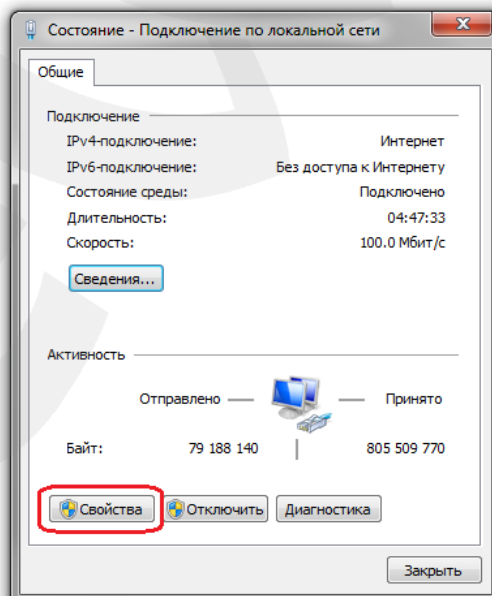 Состояние - Подключение по локальной сети
Общие
Подключение
IPv4-подключение: Интернет
IPv6-подключение: Без доступа к Интернету
Состояние среды: Подключено
Длительность: 04:47:33
Скорость: 100.0 Мбит/с
Сведения...
Активность
Отправлено — — Принято
Байт: 79 188 140 | 805 509 770
Свойства Отключить Диагностика
Закрыть